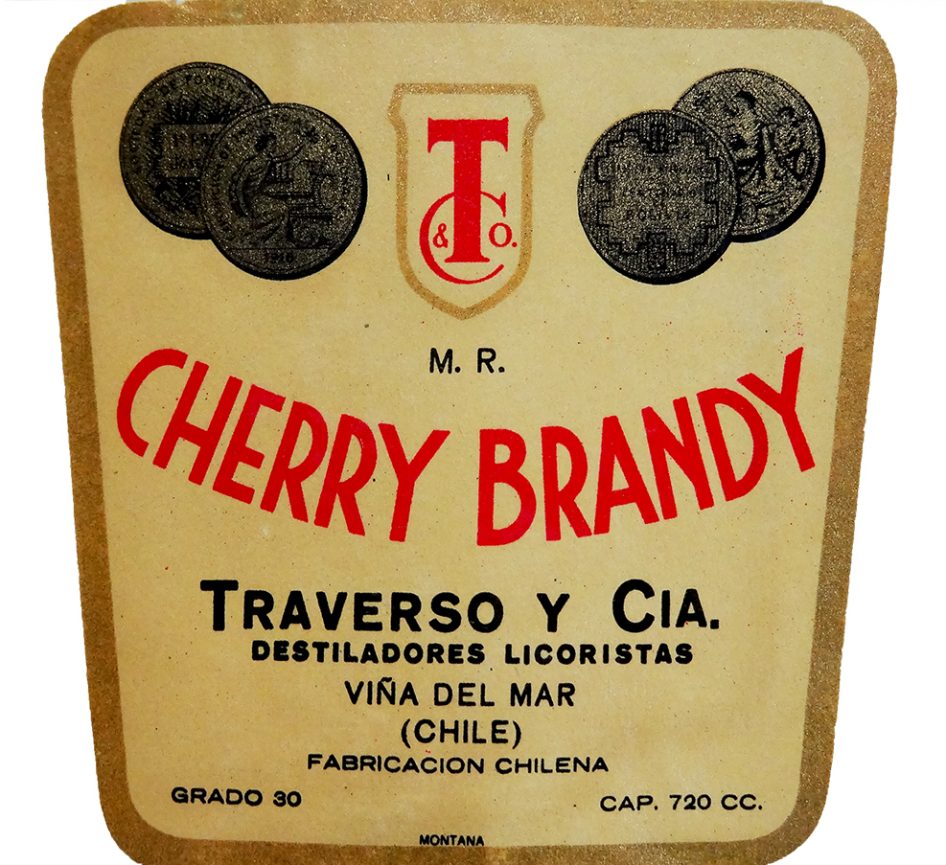 T
& Co.
M. R.
CHERRY BRANDY
TRAVERSO Y CIA.
DESTILADORES LICORISTAS
VIÑA DEL MAR
(CHILE)
FABRICACION CHILENA
GRADO 30
CAP. 720 CC.
MONTANA